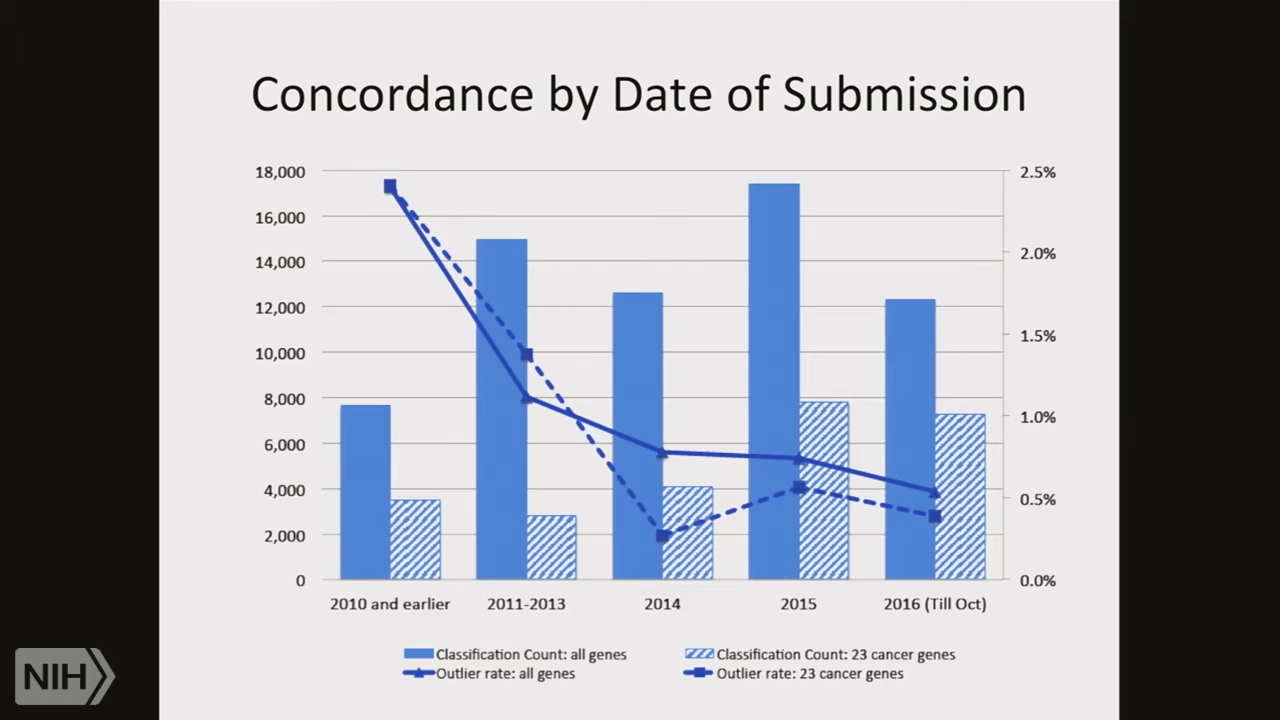 Concordance by Date of Submission
18,000
16,000
14,000
12,000
10,000
8,000
6,000
4,000
2,000
0
2.5%
2.0%
1.5%
1.0%
0.5%
0.0%
2010 and earlier
2011-2013
2014
2015
2016 (Till Oct)
Classification Count: all genes
Classification Count: 23 cancer genes
Outlier rate: all genes
Outlier rate: 23 cancer genes
NIH